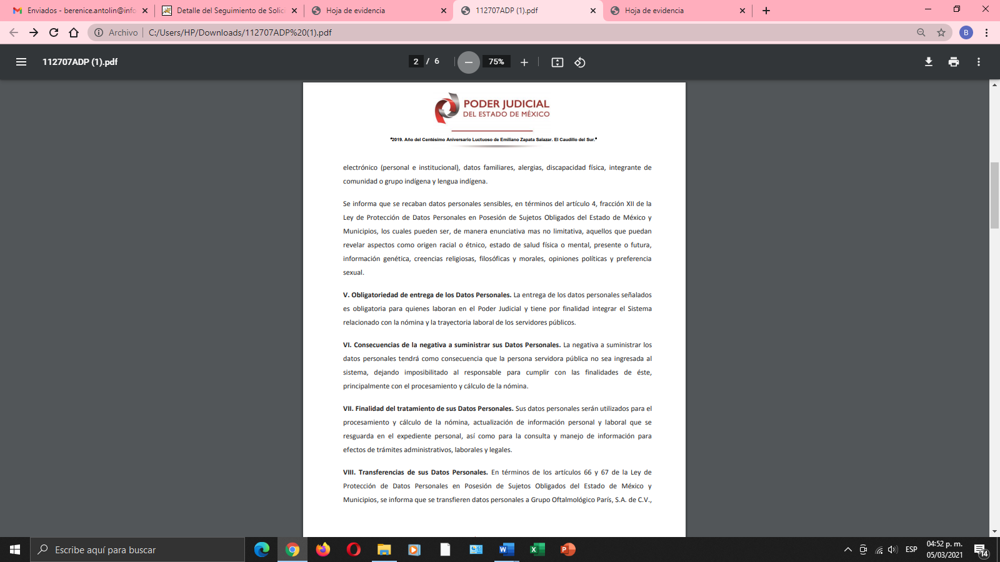 Enviados - berenice.antolin@info
Detalle del Seguimiento de Solici
Hoja de evidencia
112707ADP (1).pdf
Hoja de evidencia
Archivo
C:/Users/HP/Downloads/112707ADP%20(1).pdf
B
112707ADP (1).pdf
2 / 6
75%
PODER JUDICIAL
DEL ESTADO DE MÉXICO
"2019. Año del Centésimo Aniversario Luctuoso de Emiliano Zapata Salazar. El Caudillo del Sur."
electrónico (personal e institucional), datos familiares, alergias, discapacidad física, integrante de
comunidad o grupo indígena y lengua indígena.
Se informa que se recaban datos personales sensibles, en términos del artículo 4, fracción XII de la
Ley de Protección de Datos Personales en Posesión de Sujetos Obligados del Estado de México y
Municipios, los cuales pueden ser, de manera enunciativa mas no limitativa, aquellos que puedan
revelar aspectos como origen racial o étnico, estado de salud física o mental, presente o futura,
información genética, creencias religiosas, filosóficas y morales, opiniones políticas y preferencia
sexual.
V. Obligatoriedad de entrega de los Datos Personales. La entrega de los datos personales señalados
es obligatoria para quienes laboran en el Poder Judicial y tiene por finalidad integrar el Sistema
relacionado con la nómina y la trayectoria laboral de los servidores públicos.
VI. Consecuencias de la negativa a suministrar sus Datos Personales. La negativa a suministrar los
datos personales tendrá como consecuencia que la persona servidora pública no sea ingresada al
sistema, dejando imposibilitado al responsable para cumplir con las finalidades de éste,
principalmente con el procesamiento y cálculo de la nómina.
VII. Finalidad del tratamiento de sus Datos Personales. Sus datos personales serán utilizados para el
procesamiento y cálculo de la nómina, actualización de información personal y laboral que se
resguarda en el expediente personal, así como para la consulta y manejo de información para
efectos de trámites administrativos, laborales y legales.
VIII. Transferencias de sus Datos Personales. En términos de los artículos 66 y 67 de la Ley de
Protección de Datos Personales en Posesión de Sujetos Obligados del Estado de México y
Municipios, se informa que se transfieren datos personales a Grupo Oftalmológico París, S.A. de C.V.,
Escribe aquí para buscar
ESP
04:52 p. m.
05/03/2021
14